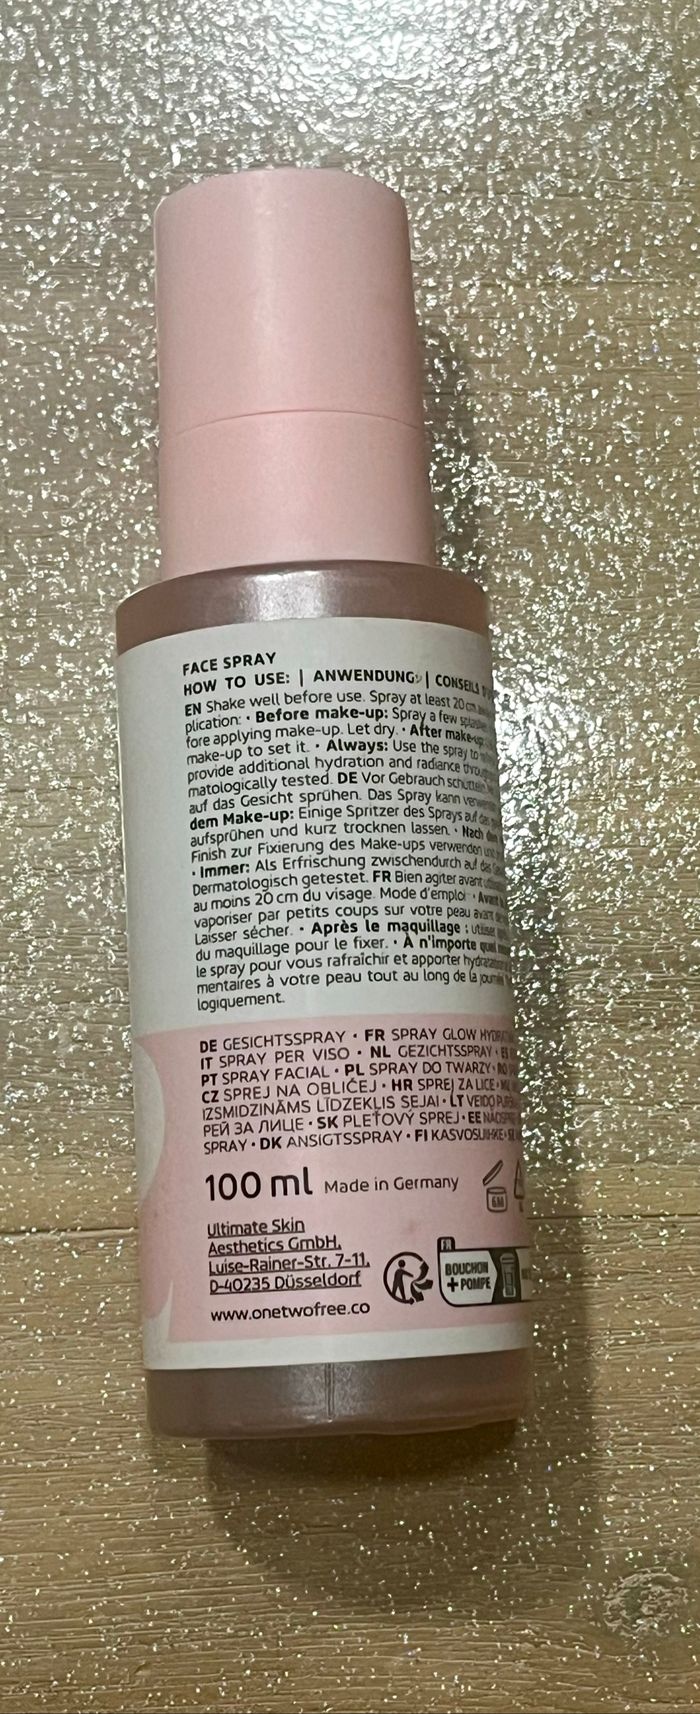 FACE SPRAY
HOW TO USE: | ANWENDUNG: | CONSEILS
EN Shake well before use. Spray at least 20 cm
plication: • Before make-up: Spray a few
fore applying make-up. Let dry. • After make-up:
make-up to set it. • Always: Use the spray to
provide additional hydration and radiance
matologically tested. DE Vor Gebrauch schütteln.
auf das Gesicht sprühen. Das Spray kann
dem Make-up: Einige Spritzer des Sprays auf
aufsprühen und kurz trocknen lassen. • Nach
Finish zur Fixierung des Make-ups verwenden
• Immer: Als Erfrischung zwischendurch auf das
Dermatologisch getestet. FR Bien agiter avant
au moins 20 cm du visage. Mode d'emploi •
vaporiser par petits coups sur votre peau avant
Laisser sécher. • Après le maquillage :
du maquillage pour le fixer. • À n'importe quel
le spray pour vous rafraîchir et apporter
mentaires à votre peau tout au long de la journée
logiquement.
DE GESICHTSSPRAY • FR SPRAY GLOW
IT SPRAY PER VISO • NL GEZICHTSSPRAY •
PT SPRAY FACIAL • PL SPRAY DO TWARZY •
CZ SPREJ NA OBLIČEJ • HR SPREJ ZA LICE •
IZSMIDZINĀMS LĪDZEKLIS SEJAI • LT VEIDO
РЕЙ ЗА ЛИЦЕ • SK PLEŤOVÝ SPREJ • EE
SPRAY • DK ANSIGTSSPRAY • FI
100 ml Made in Germany
6M
Ultimate Skin
Aesthetics GmbH,
Luise-Rainer-Str. 7-11,
D-40235 Düsseldorf
www.onetwofree.co
FR
BOUCHON
+ POMPE